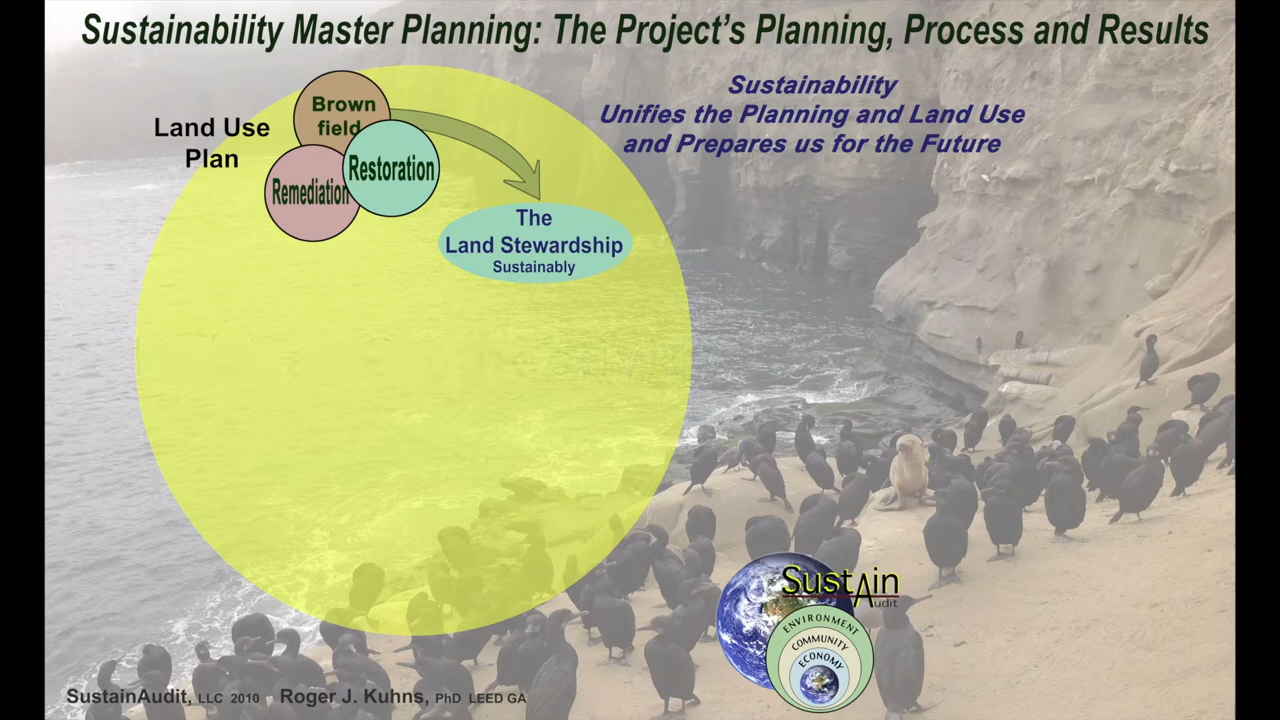 Sustainability Master Planning: The Project's Planning, Process and Results
Sustainability
Unifies the Planning and Land Use
and Prepares us for the Future
Land Use
Plan
Brown
field
Restoration
Remediation
The
Land Stewardship
Sustainably
SustAin
Audit
ENVIRONMENT
COMMUNITY
ECONOMY
SustainAudit, LLC 2010 Roger J. Kuhns, PhD LEED GA